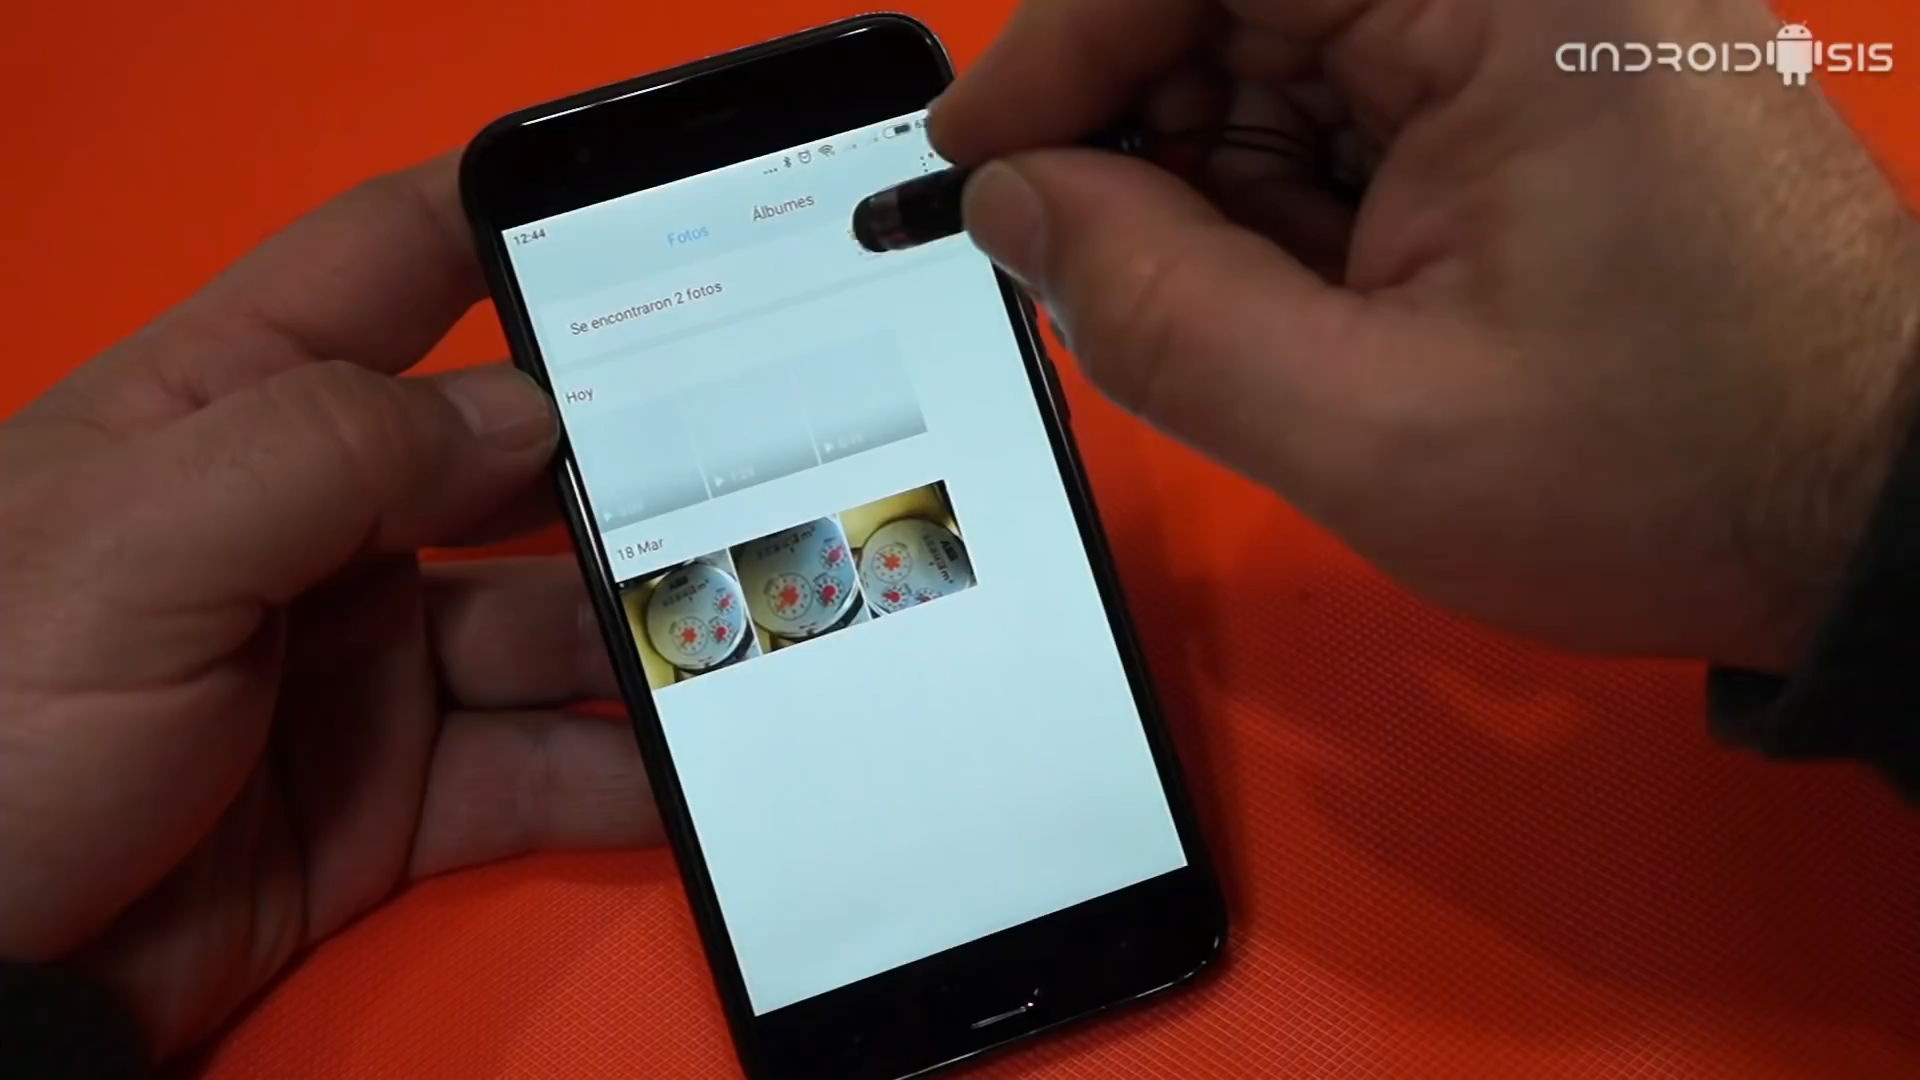 ANDROIDSIS
12:44
Fotos
Álbumes
Se encontraron 2 fotos
Hoy
18 Mar